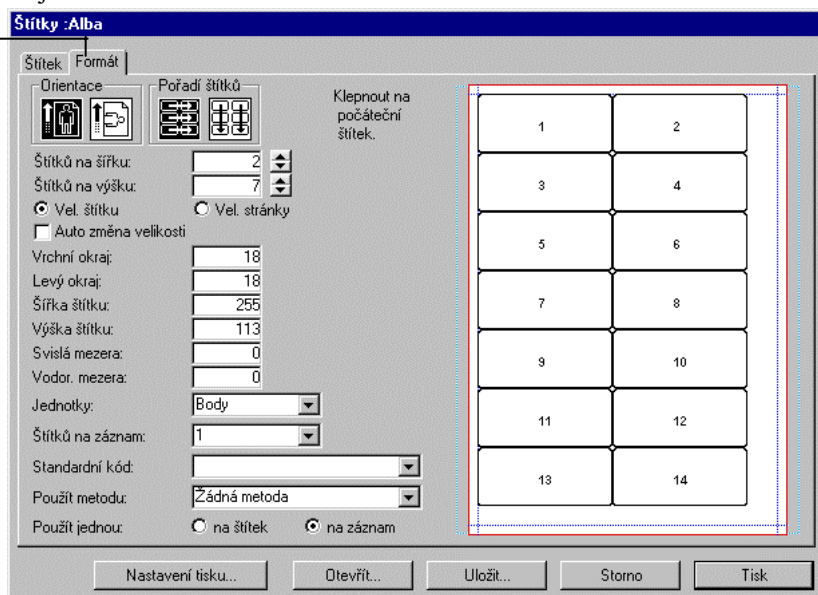 Štítky :Alba
Štítek Formát
Orientace Pořadí štítků
Klepnout na
počáteční
štítek.
Štítků na šířku: 2
Štítků na výšku: 7
Vel. štítku Vel. stránky
Auto změna velikosti
Vrchní okraj: 18
Levý okraj: 18
Šířka štítku: 255
Výška štítku: 113
Svislá mezera: 0
Vodor. mezera: 0
Jednotky: Body
Štítků na záznam: 1
Standardní kód:
Použít metodu: Žádná metoda
Použít jednou: na štítek na záznam
1 2
3 4
5 6
7 8
9 10
11 12
13 14
Nastavení tisku... Otevřít... Uložit... Storno Tisk